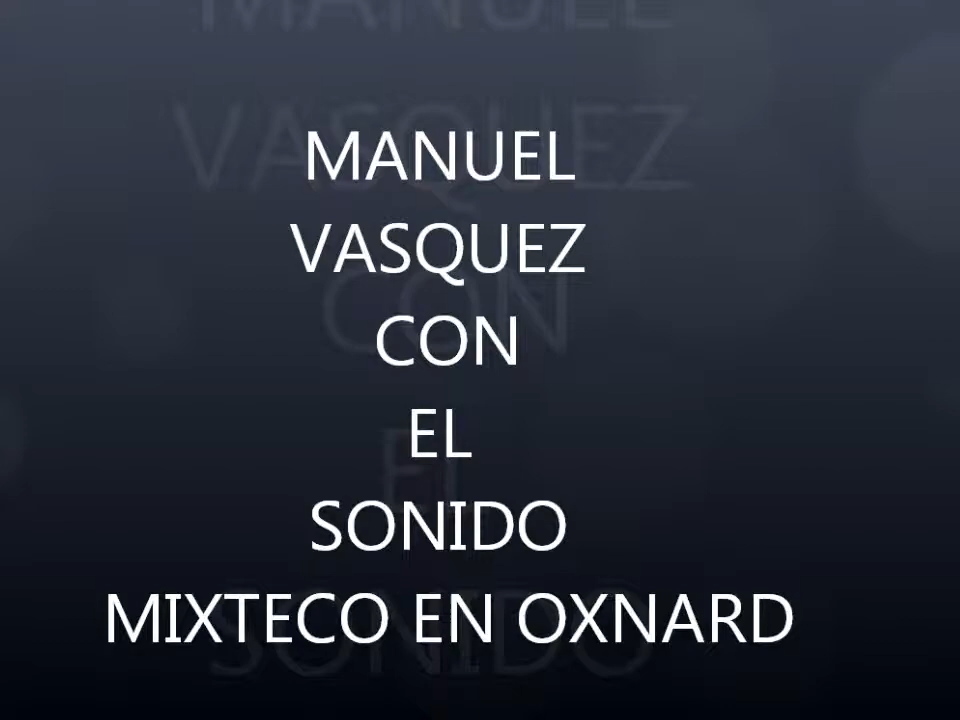 MANUEL
VASQUEZ
CON
EL
SONIDO
MIXTECO EN OXNARD